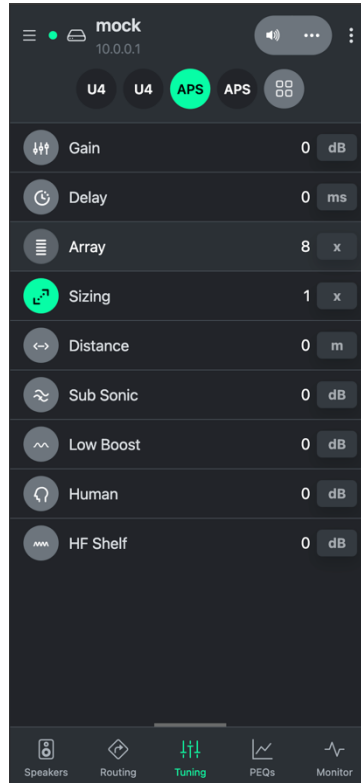 mock
10.0.0.1
U4 U4 APS APS
Gain 0 dB
Delay 0 ms
Array 8 x
Sizing 1 x
Distance 0 m
Sub Sonic 0 dB
Low Boost 0 dB
Human 0 dB
HF Shelf 0 dB
Speakers Routing Tuning PEQs Monitor